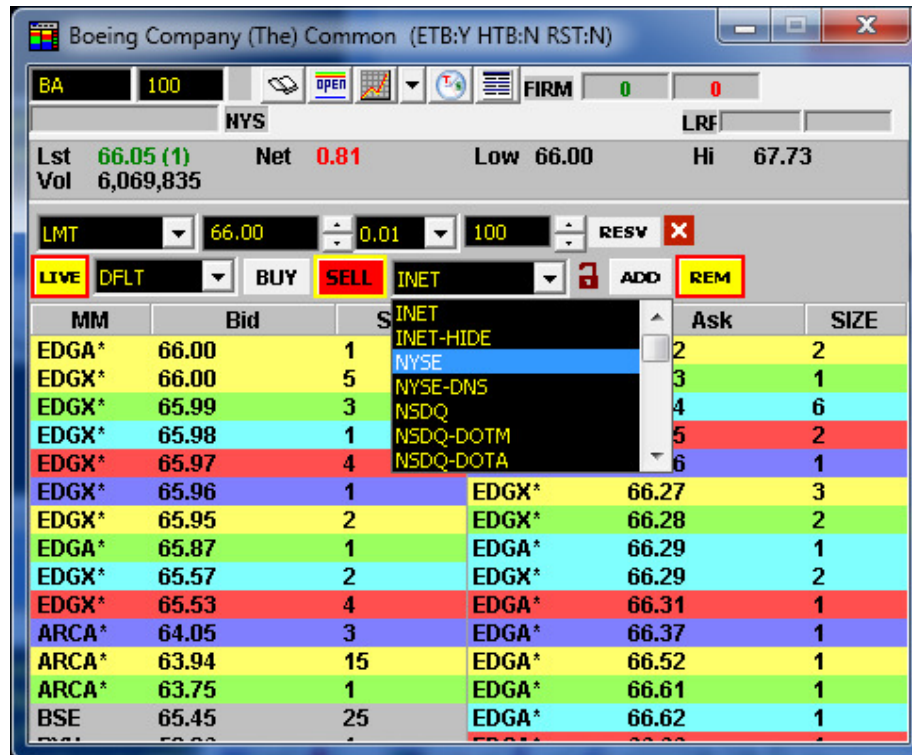 Boeing Company (The) Common (ETB:Y HTB:N RST:N)
BA 100 OPEN T/s FIRM 0 0
NYS LRF
Lst 66.05 (1) Net 0.81 Low 66.00 Hi 67.73
Vol 6,069,835
LMT 66.00 0.01 100 RESV
LIVE DFLT BUY SELL INET ADD REM
MM Bid S Ask SIZE
INET
INET-HIDE
NYSE
NYSE-DNS
NSDQ
NSDQ-DOTM
NSDQ-DOTA
EDGA* 66.00 1 2 2
EDGX* 66.00 5 3 1
EDGX* 65.99 3 4 6
EDGX* 65.98 1 5 2
EDGX* 65.97 4 6 1
EDGX* 65.96 1 EDGX* 66.27 3
EDGX* 65.95 2 EDGX* 66.28 2
EDGA* 65.87 1 EDGA* 66.29 1
EDGX* 65.57 2 EDGX* 66.29 2
EDGX* 65.53 4 EDGA* 66.31 1
ARCA* 64.05 3 EDGA* 66.37 1
ARCA* 63.94 15 EDGA* 66.52 1
ARCA* 63.75 1 EDGA* 66.61 1
BSE 65.45 25 EDGA* 66.62 1